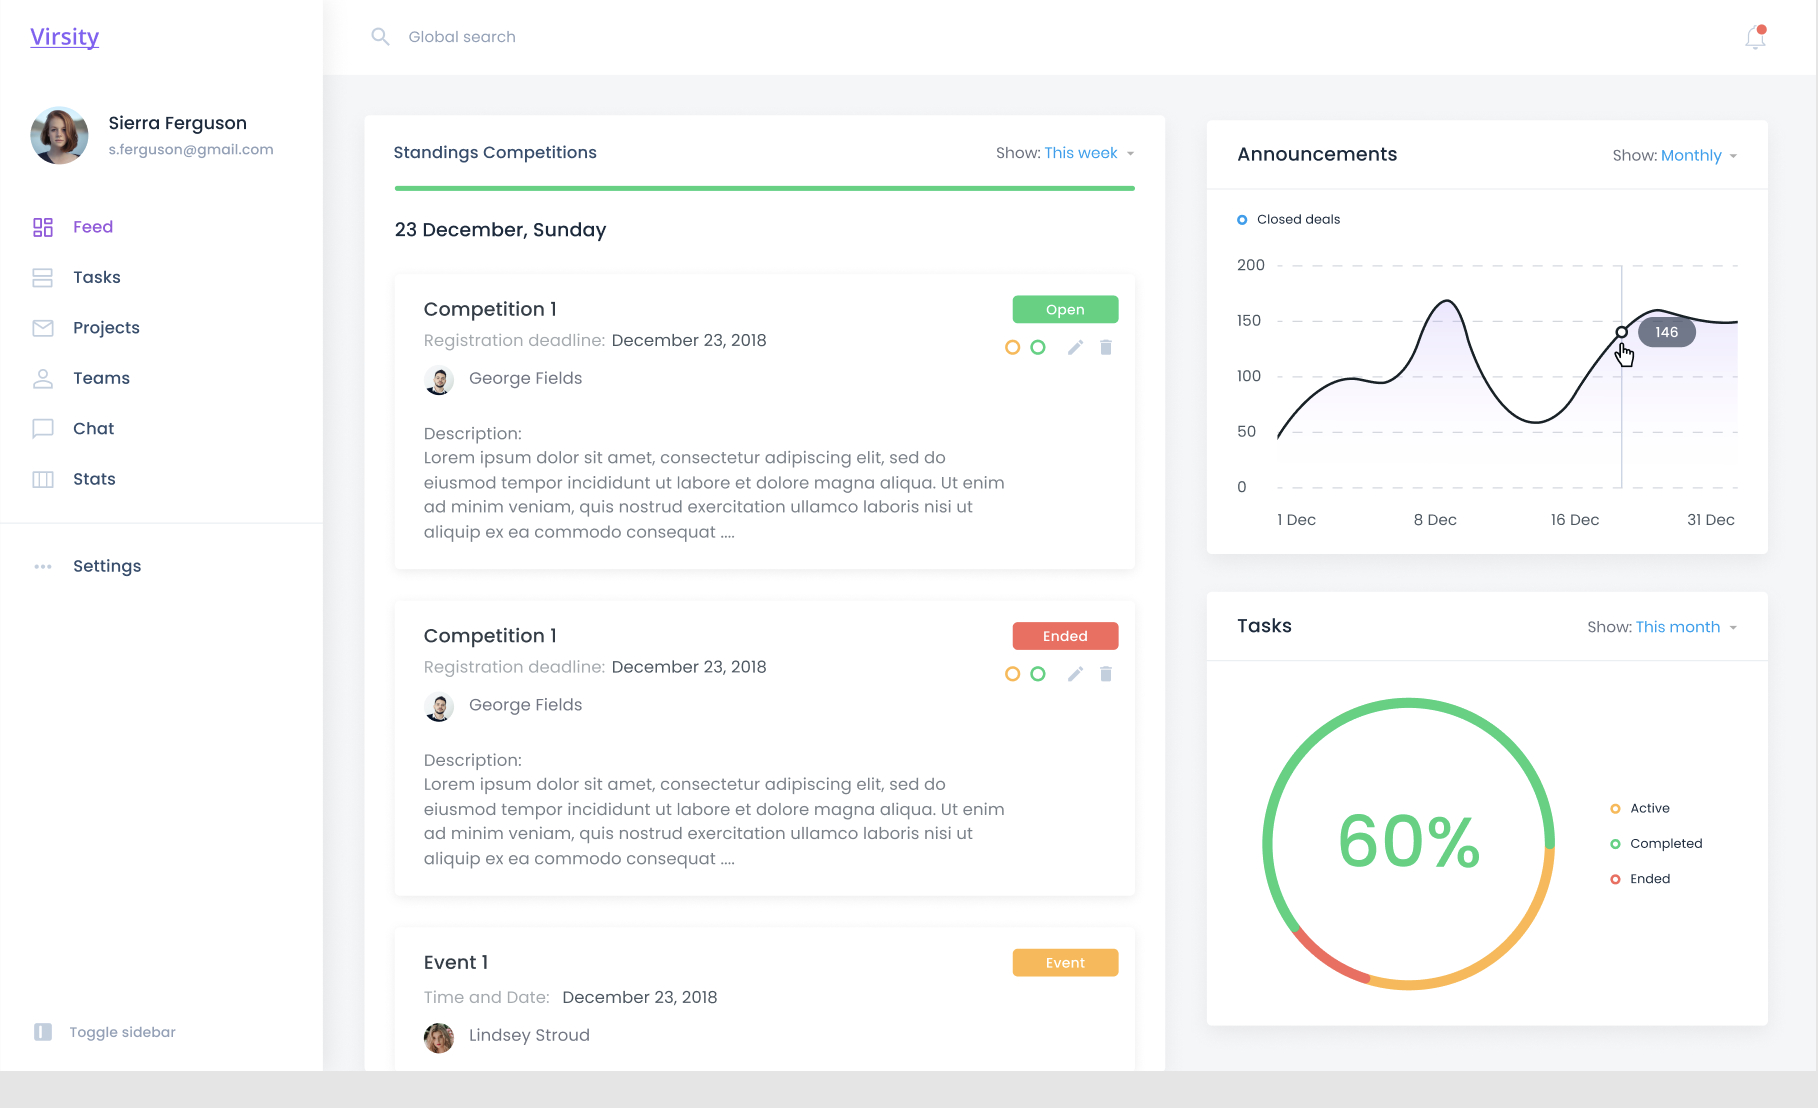 Virsity
Global search
Sierra Ferguson
s.ferguson@gmail.com
Feed
Tasks
Projects
Teams
Chat
Stats
Settings
Toggle sidebar
Standings Competitions
Show: This week
23 December, Sunday
Competition 1
Open
Registration deadline: December 23, 2018
George Fields
Description:
Lorem ipsum dolor sit amet, consectetur adipiscing elit, sed do
eiusmod tempor incididunt ut labore et dolore magna aliqua. Ut enim
ad minim veniam, quis nostrud exercitation ullamco laboris nisi ut
aliquip ex ea commodo consequat ....
Competition 1
Ended
Registration deadline: December 23, 2018
George Fields
Description:
Lorem ipsum dolor sit amet, consectetur adipiscing elit, sed do
eiusmod tempor incididunt ut labore et dolore magna aliqua. Ut enim
ad minim veniam, quis nostrud exercitation ullamco laboris nisi ut
aliquip ex ea commodo consequat ....
Event 1
Event
Time and Date: December 23, 2018
Lindsey Stroud
Announcements
Show: Monthly
Closed deals
200
150
146
100
50
0
1 Dec
8 Dec
16 Dec
31 Dec
Tasks
Show: This month
60%
Active
Completed
Ended